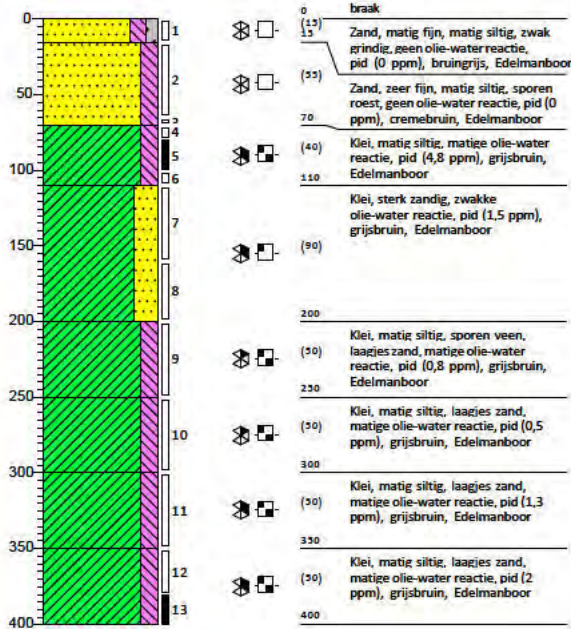 0
50
100
150
200
250
300
350
400
1
2
3
4
5
6
7
8
9
10
11
12
13
0
(15)
15
(55)
70
(40)
110
(90)
200
(50)
250
(50)
300
(50)
350
(50)
400
braak
Zand, matig fijn, matig siltig, zwak
grindig, geen olie-water reactie,
pid (0 ppm), bruingrijs, Edelmanboor
Zand, zeer fijn, matig siltig, sporen
roest, geen olie-water reactie, pid (0
ppm), cremebruin, Edelmanboor
Klei, matig siltig, matige olie-water
reactie, pid (4,8 ppm), grijsbruin,
Edelmanboor
Klei, sterk zandig, zwakke
olie-water reactie, pid (1,5 ppm),
grijsbruin, Edelmanboor
Klei, matig siltig, sporen veen,
laagjes zand, matige olie-water
reactie, pid (0,8 ppm), grijsbruin,
Edelmanboor
Klei, matig siltig, laagjes zand,
matige olie-water reactie, pid (0,5
ppm), grijsbruin, Edelmanboor
Klei, matig siltig, laagjes zand,
matige olie-water reactie, pid (1,3
ppm), grijsbruin, Edelmanboor
Klei, matig siltig, laagjes zand,
matige olie-water reactie, pid (2
ppm), grijsbruin, Edelmanboor